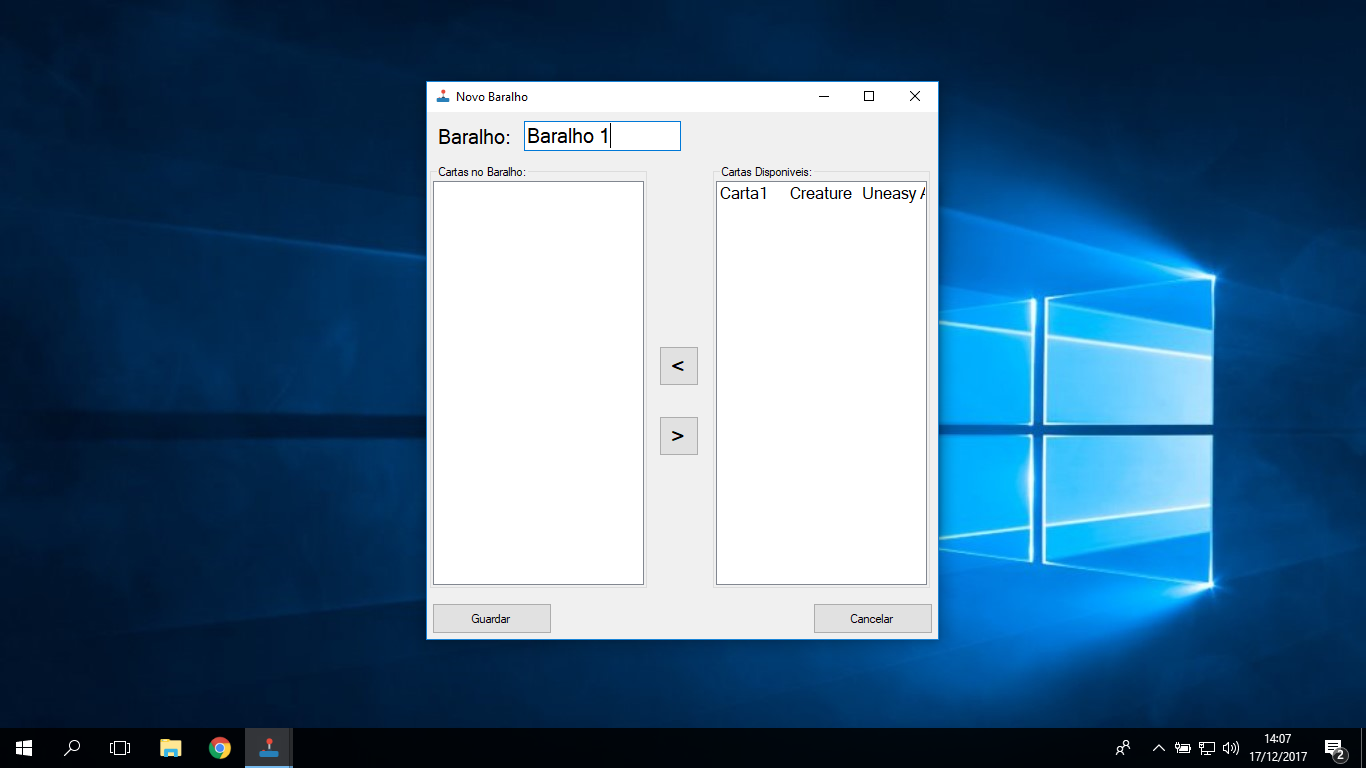 Novo Baralho
Baralho: Baralho 1
Cartas no Baralho:
Cartas Disponiveis:
Carta1 Creature Uneasy
<
>
Guardar
Cancelar
14:07
17/12/2017
2